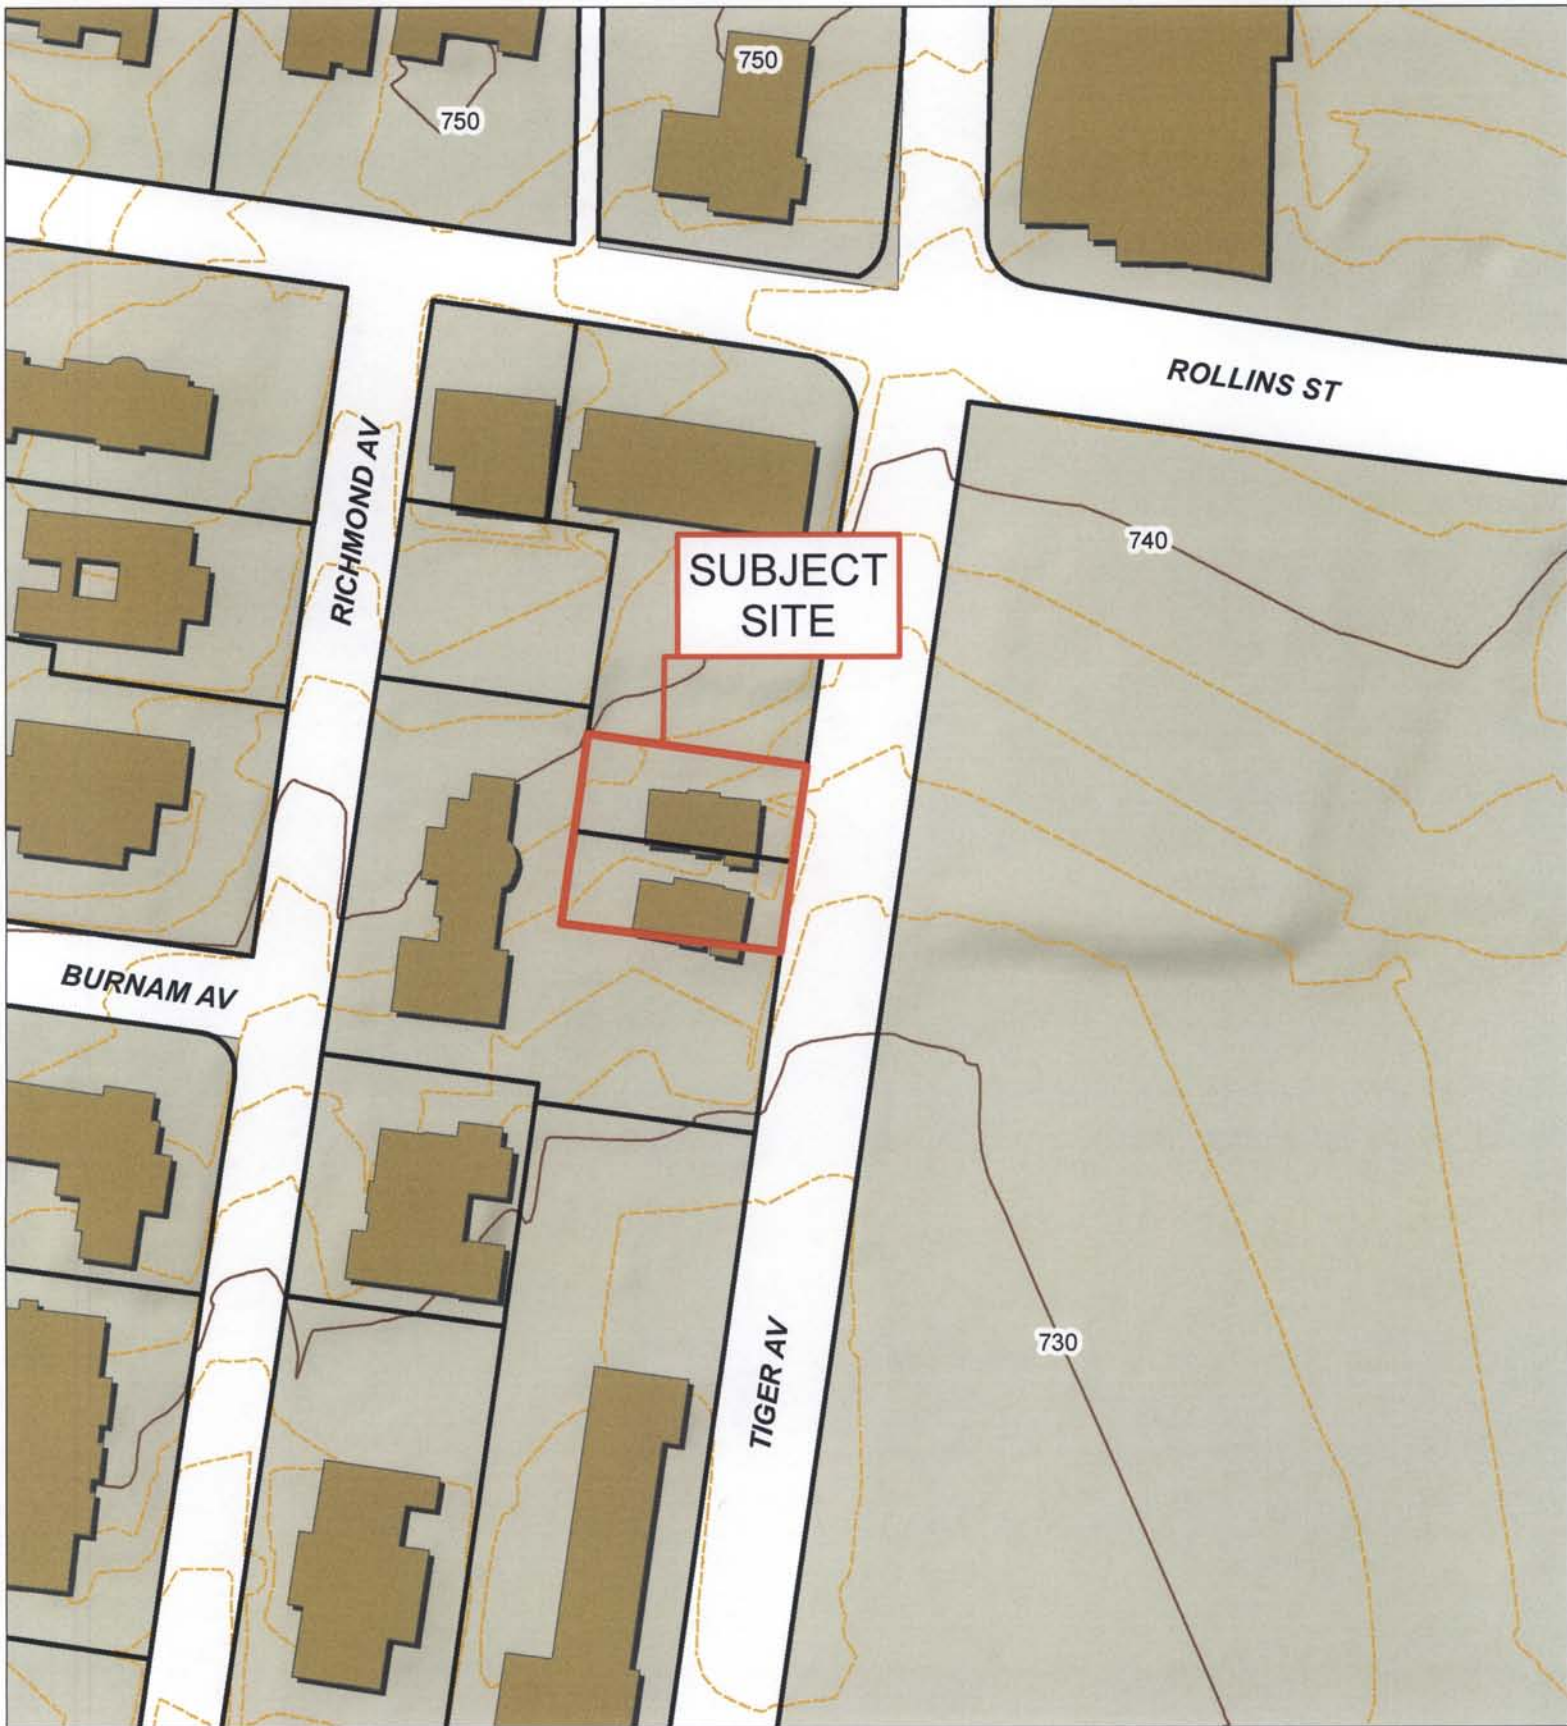 750
750
ROLLINS ST
RICHMOND AV
SUBJECT
SITE
740
BURNAM AV
730
TIGER AV